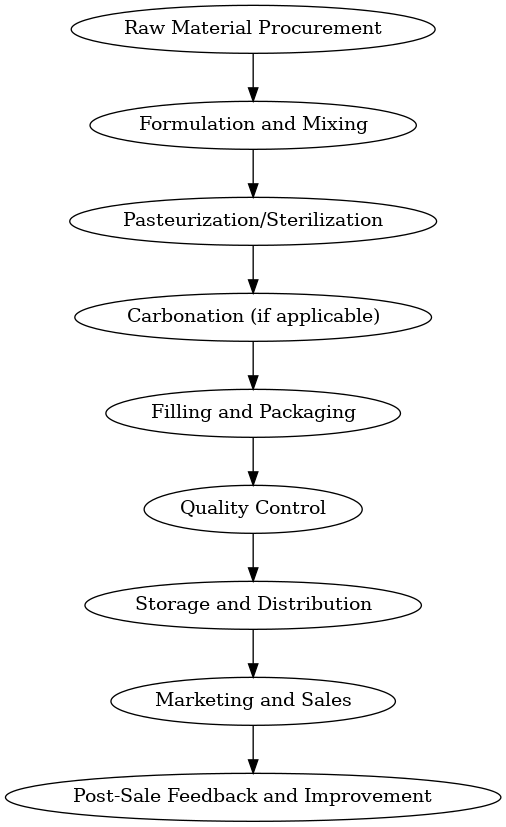 Raw Material Procurement
Formulation and Mixing
Pasteurization/Sterilization
Carbonation (if applicable)
Filling and Packaging
Quality Control
Storage and Distribution
Marketing and Sales
Post-Sale Feedback and Improvement